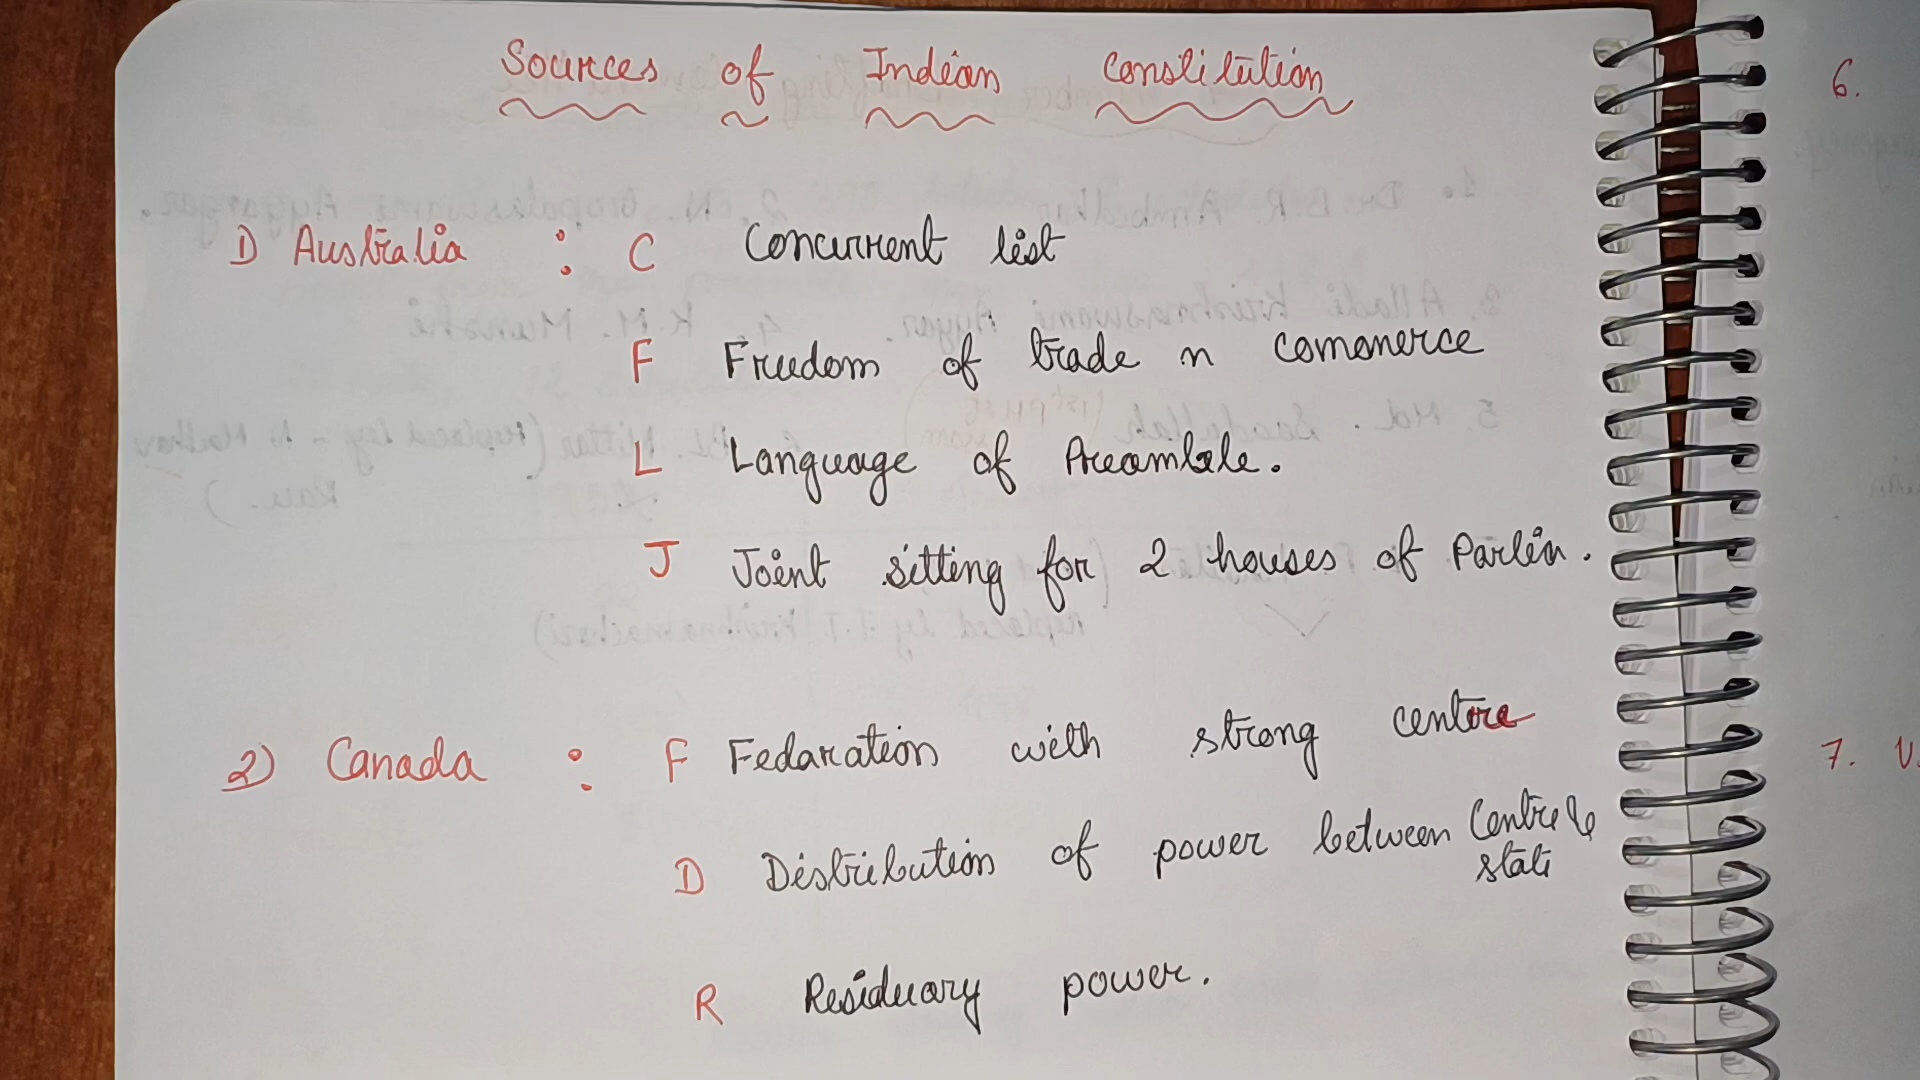 Sources of Indian Constitution
1) Australia : C Concurrent list
F Freedom of trade n commerce
L Language of Preamble.
J Joint sitting for 2 houses of Parlia.
2) Canada : F Fedaration with strong centre
D Distribution of power between Centre &
state
R Residuary power.
6.
7. V.